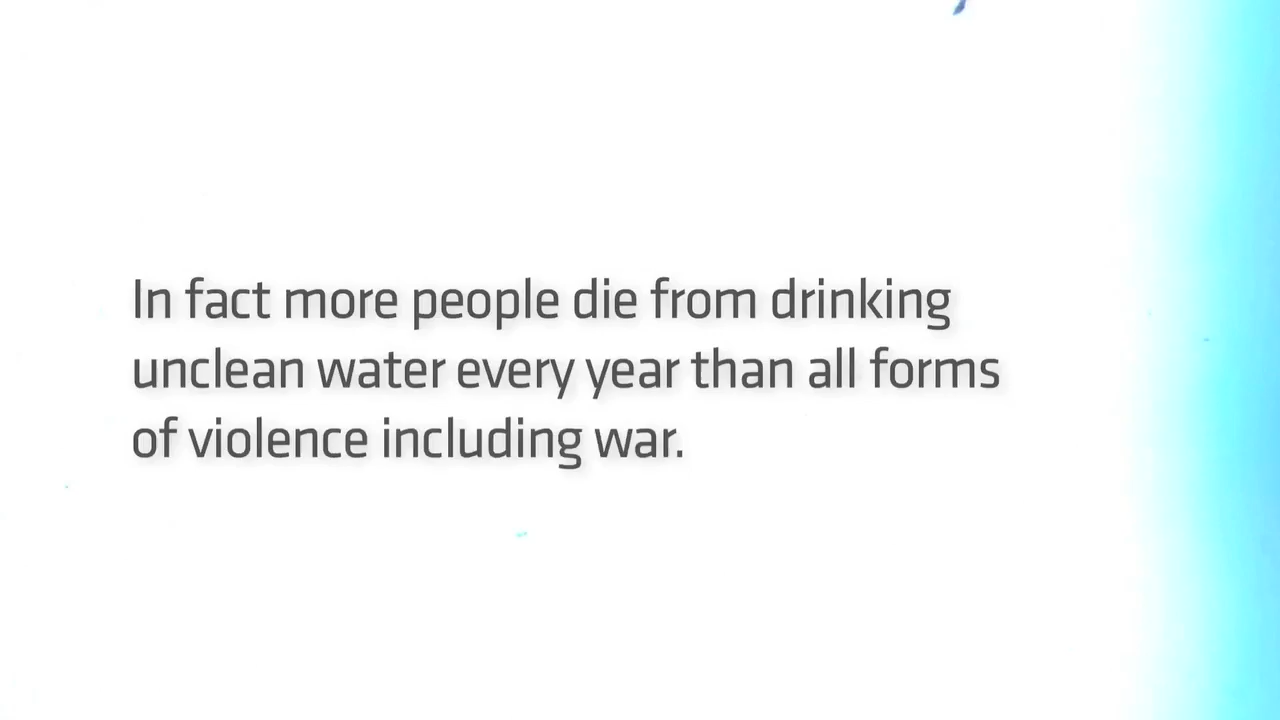 In fact more people die from drinking
unclean water every year than all forms
of violence including war.